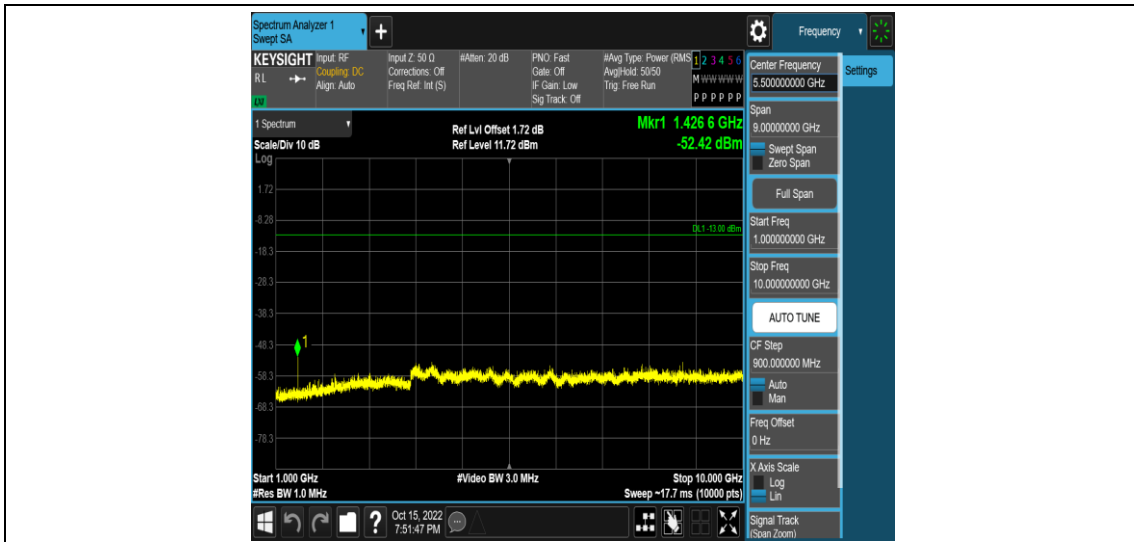 Spectrum Analyzer 1
Swept SA
+
Frequency
KEYSIGHT
RL
LM
Input: RF
Coupling: DC
Align: Auto
Input Z: 50 Ω
Corrections: Off
Freq Ref: Int (S)
#Atten: 20 dB
PNO: Fast
Gate: Off
IF Gain: Low
Sig Track: Off
#Avg Type: Power (RMS
Avg|Hold: 50/50
Trig: Free Run
1 2 3 4 5 6
M W W W W W
P P P P P P
1 Spectrum
Scale/Div 10 dB
Log
Ref Lvl Offset 1.72 dB
Ref Level 11.72 dBm
Mkr1 1.426 6 GHz
-52.42 dBm
1.72
-8.28
DL1 -13.00 dBm
-18.3
-28.3
-38.3
-48.3
1
-58.3
-68.3
-78.3
Start 1.000 GHz
#Res BW 1.0 MHz
#Video BW 3.0 MHz
Stop 10.000 GHz
Sweep ~17.7 ms (10000 pts)
Center Frequency
5.500000000 GHz
Settings
Span
9.00000000 GHz
Swept Span
Zero Span
Full Span
Start Freq
1.000000000 GHz
Stop Freq
10.000000000 GHz
AUTO TUNE
CF Step
900.000000 MHz
Auto
Man
Freq Offset
0 Hz
X Axis Scale
Log
Lin
Signal Track
(Span Zoom)
?
Oct 15, 2022
7:51:47 PM